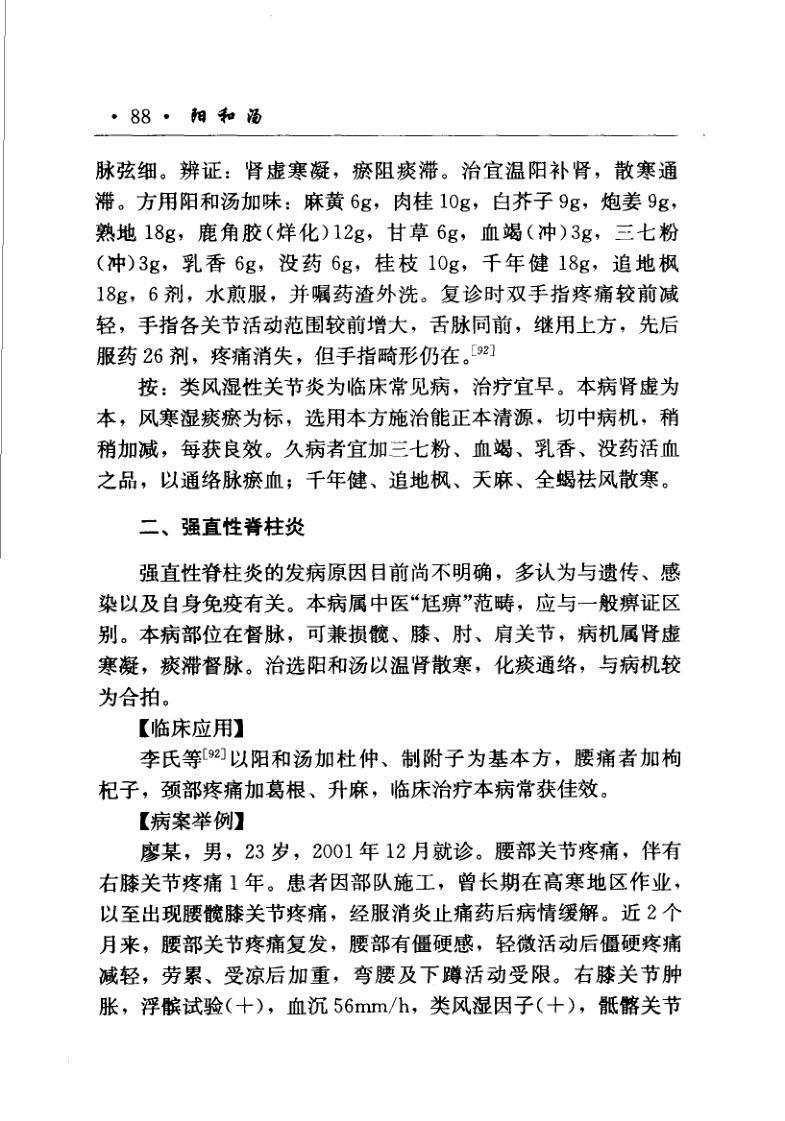 ·88· 阳和汤
脉弦细。辨证：肾虚寒凝，瘀阻痰滞。治宜温阳补肾，散寒通
滞。方用阳和汤加味：麻黄 6g，肉桂 10g，白芥子 9g，炮姜 9g，
熟地 18g，鹿角胶(烊化)12g，甘草 6g，血竭(冲)3g，三七粉
(冲)3g，乳香 6g，没药 6g，桂枝 10g，千年健 18g，追地枫
18g，6 剂，水煎服，并嘱药渣外洗。复诊时双手指疼痛较前减
轻，手指各关节活动范围较前增大，舌脉同前，继用上方，先后
服药 26 剂，疼痛消失，但手指畸形仍在。[92]
按：类风湿性关节炎为临床常见病，治疗宜早。本病肾虚为
本，风寒湿痰瘀为标，选用本方施治能正本清源，切中病机，稍
稍加减，每获良效。久病者宜加三七粉、血竭、乳香、没药活血
之品，以通络脉瘀血；千年健、追地枫、天麻、全蝎祛风散寒。
二、强直性脊柱炎
强直性脊柱炎的发病原因目前尚不明确，多认为与遗传、感
染以及自身免疫有关。本病属中医“尪痹”范畴，应与一般痹证区
别。本病部位在督脉，可兼损髋、膝、肘、肩关节，病机属肾虚
寒凝，痰滞督脉。治选阳和汤以温肾散寒，化痰通络，与病机较
为合拍。
【临床应用】
李氏等[92]以阳和汤加杜仲、制附子为基本方，腰痛者加枸
杞子，颈部疼痛加葛根、升麻，临床治疗本病常获佳效。
【病案举例】
廖某，男，23 岁，2001 年 12 月就诊。腰部关节疼痛，伴有
右膝关节疼痛 1 年。患者因部队施工，曾长期在高寒地区作业，
以至出现腰髋膝关节疼痛，经服消炎止痛药后病情缓解。近 2 个
月来，腰部关节疼痛复发，腰部有僵硬感，轻微活动后僵硬疼痛
减轻，劳累、受凉后加重，弯腰及下蹲活动受限。右膝关节肿
胀，浮髌试验(＋)，血沉 56mm/h，类风湿因子(＋)，骶髂关节